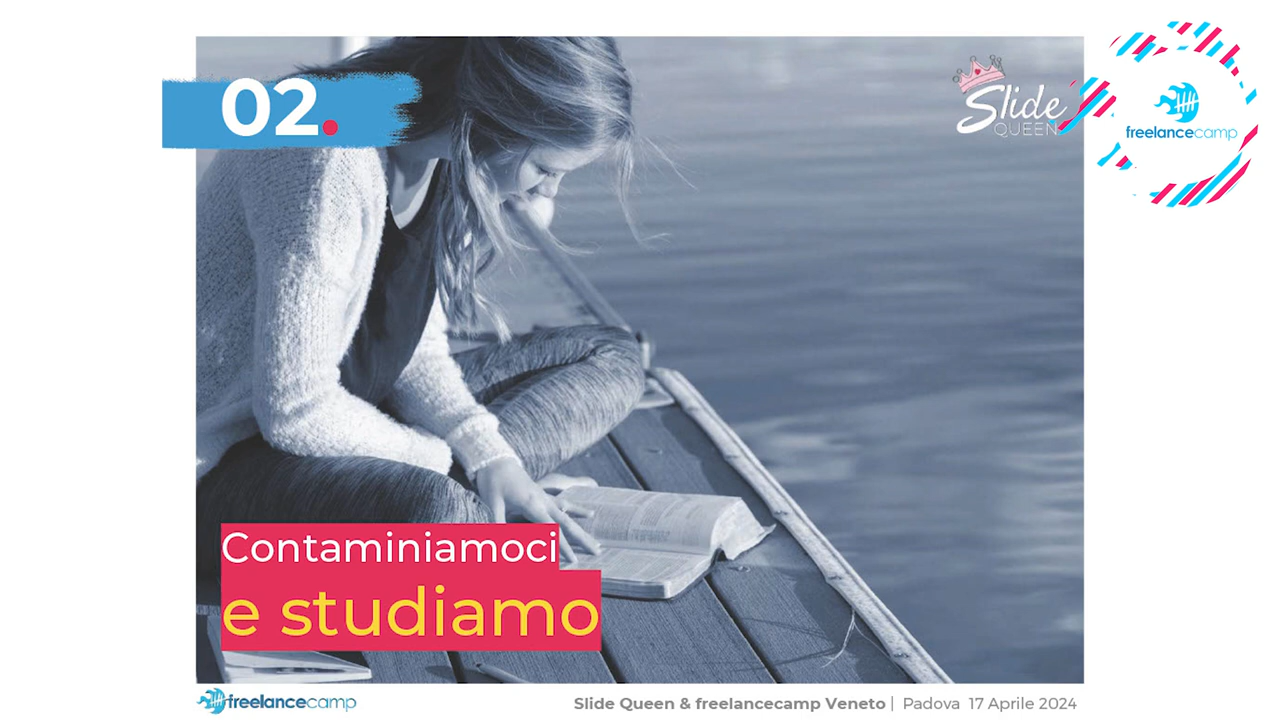 02.
Slide
QUEEN
freelancecamp
Contaminiamoci
e studiamo
freelancecamp
Slide Queen & freelancecamp Veneto | Padova 17 Aprile 2024